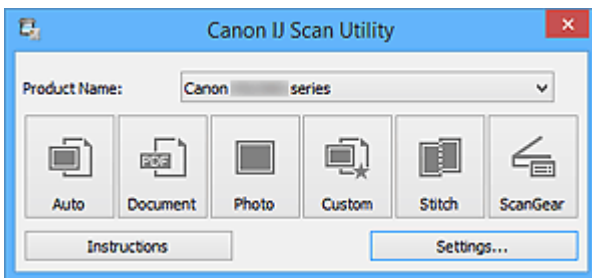 Canon IJ Scan Utility
Product Name: Canon series
PDF
Auto Document Photo Custom Stitch ScanGear
Instructions Settings...